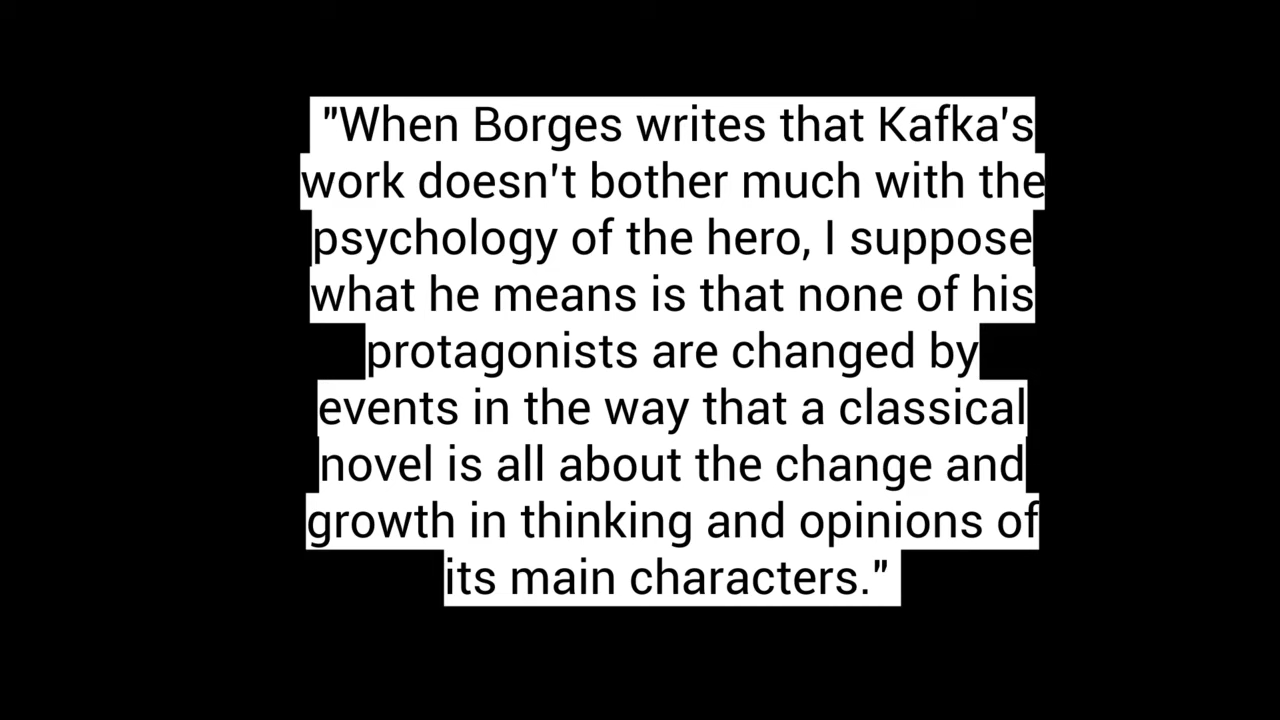 "When Borges writes that Kafka's
work doesn't bother much with the
psychology of the hero, I suppose
what he means is that none of his
protagonists are changed by
events in the way that a classical
novel is all about the change and
growth in thinking and opinions of
its main characters."